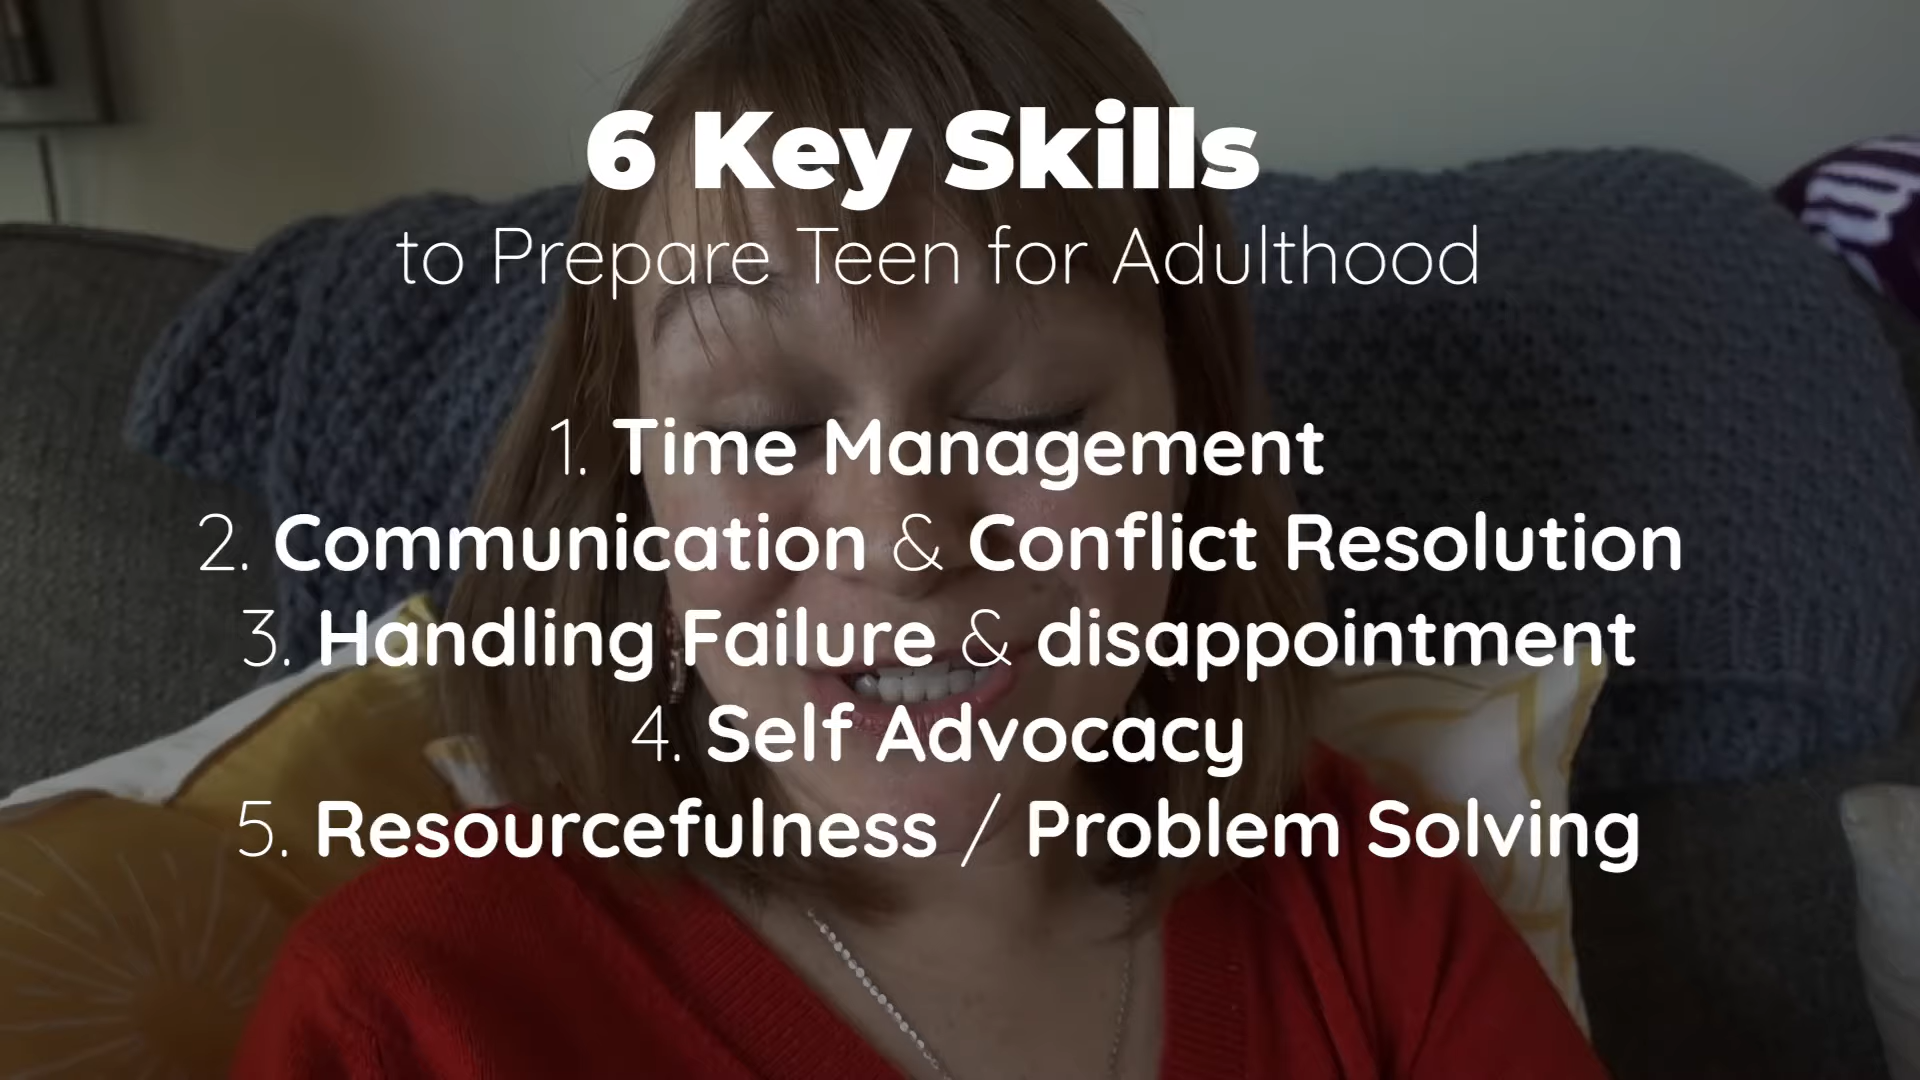 6 Key Skills
to Prepare Teen for Adulthood
1. Time Management
2. Communication & Conflict Resolution
3. Handling Failure & disappointment
4. Self Advocacy
5. Resourcefulness / Problem Solving